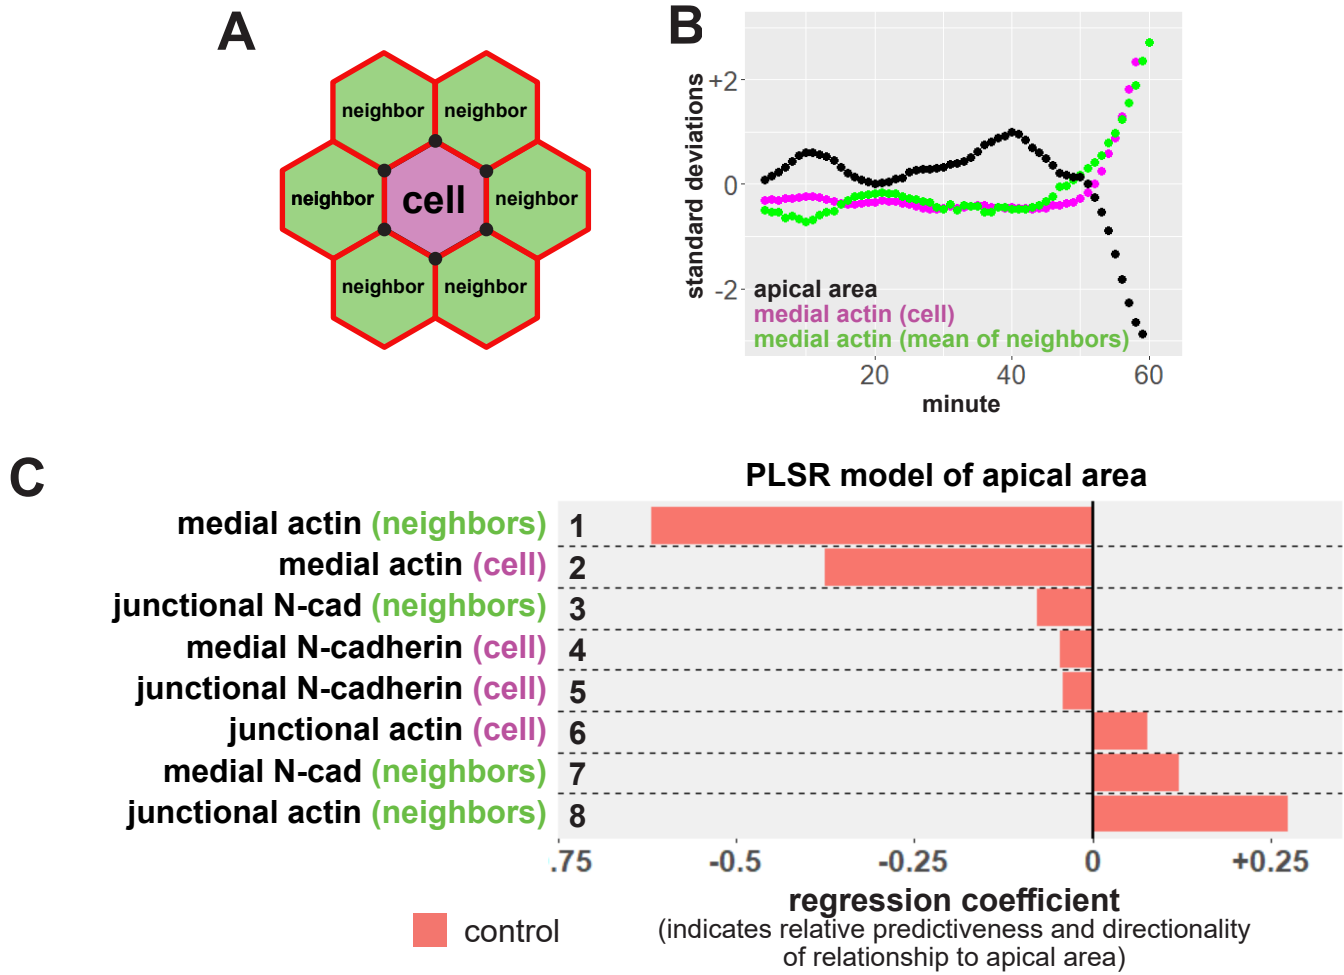 A
neighbor neighbor
neighbor cell neighbor
neighbor neighbor
B
standard deviations
+2
0
-2
apical area
medial actin (cell)
medial actin (mean of neighbors)
20 40 60
minute
C
PLSR model of apical area
medial actin (neighbors) 1
medial actin (cell) 2
junctional N-cad (neighbors) 3
medial N-cadherin (cell) 4
junctional N-cadherin (cell) 5
junctional actin (cell) 6
medial N-cad (neighbors) 7
junctional actin (neighbors) 8
.75 -0.5 -0.25 0 +0.25
regression coefficient
(indicates relative predictiveness and directionality
of relationship to apical area)
control